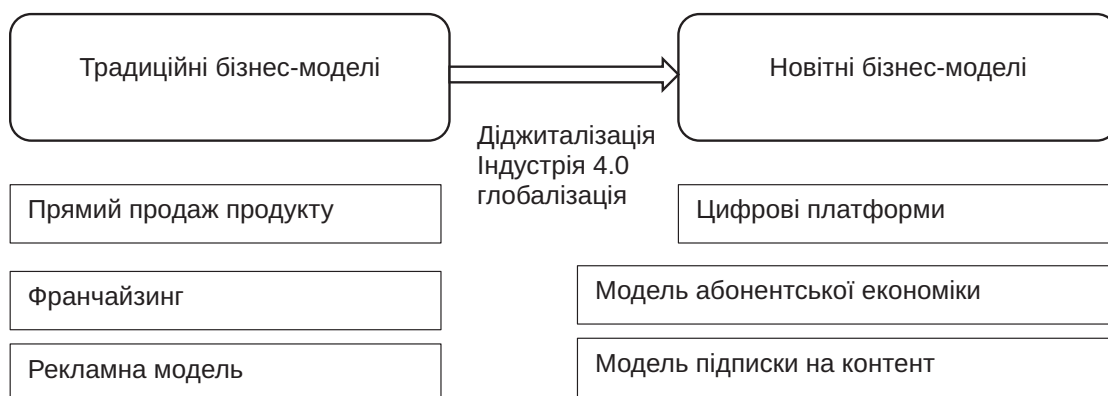 Традиційні бізнес-моделі
Новітні бізнес-моделі
Діджиталізація
Індустрія 4.0
глобалізація
Прямий продаж продукту
Цифрові платформи
Франчайзинг
Модель абонентської економіки
Рекламна модель
Модель підписки на контент